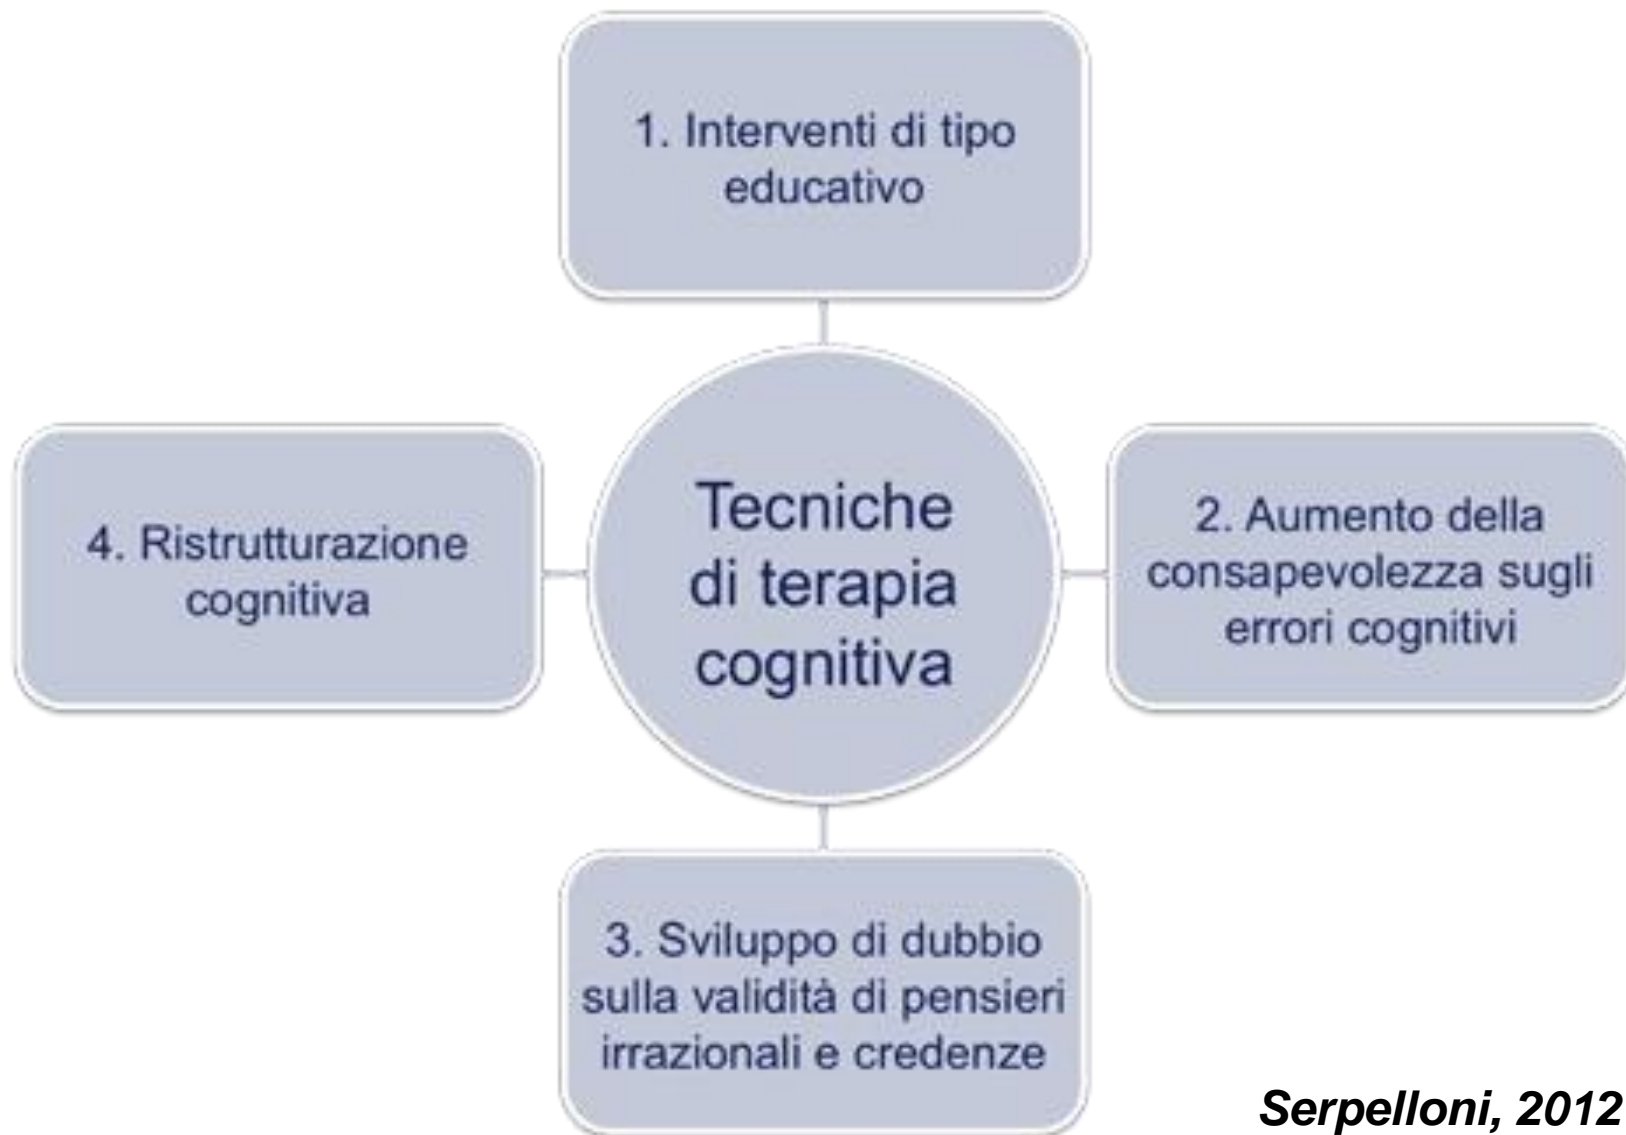 1. Interventi di tipo
educativo
Tecniche
di terapia
cognitiva
2. Aumento della
consapevolezza sugli
errori cognitivi
3. Sviluppo di dubbio
sulla validità di pensieri
irrazionali e credenze
4. Ristrutturazione
cognitiva
Serpelloni, 2012